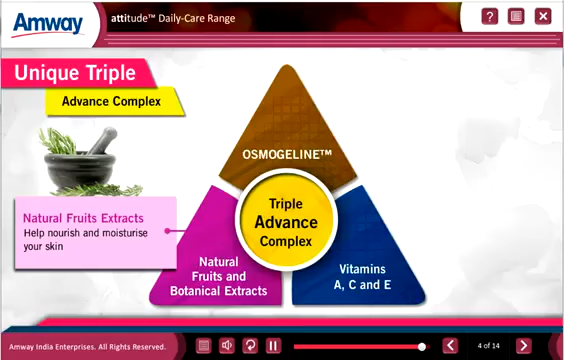 Amway
attitude™ Daily-Care Range
?
Unique Triple
Advance Complex
OSMOGELINE™
Triple
Advance
Complex
Natural Fruits Extracts
Help nourish and moisturise
your skin
Natural
Fruits and
Botanical Extracts
Vitamins
A, C and E
Amway India Enterprises. All Rights Reserved.
4 of 14